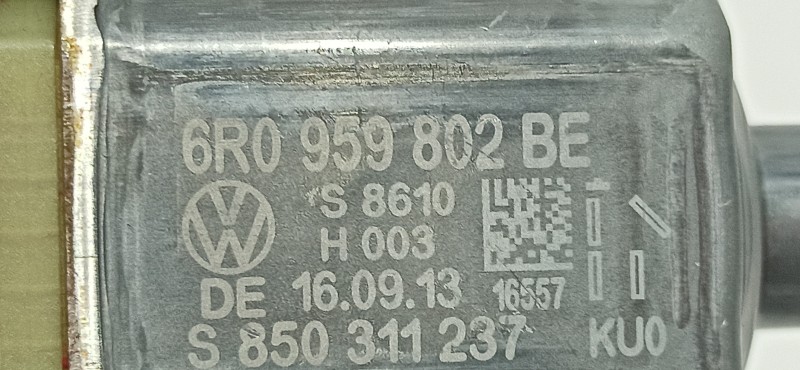 6R0 959 802 BE
S 8610
H 003
DE 16.09.13 16557
S 850 311 237 KU0